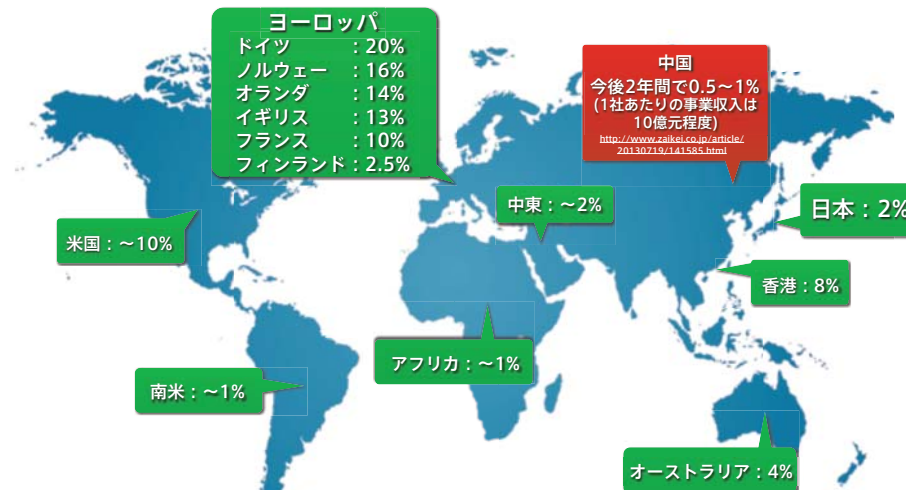 ヨーロッパ
ドイツ : 20%
ノルウェー : 16%
オランダ : 14%
イギリス : 13%
フランス : 10%
フィンランド : 2.5%
中国
今後2年間で0.5～1%
(1社あたりの事業収入は
10億元程度)
http://www.zaikei.co.jp/article/
20130719/141585.html
中東：～2%
日本：2%
米国：～10%
香港：8%
アフリカ：～1%
南米：～1%
オーストラリア：4%